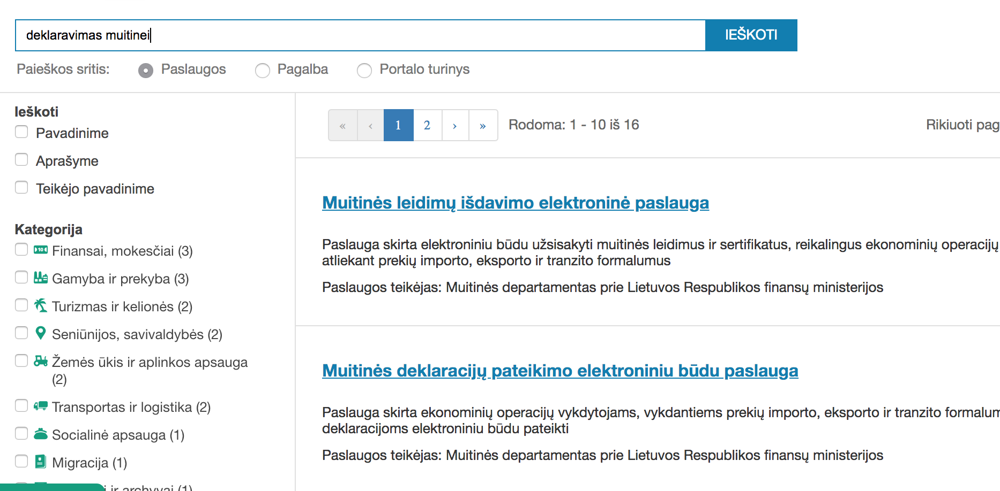 deklaravimas muitinei
IEŠKOTI
Paieškos sritis:
Paslaugos
Pagalba
Portalo turinys
Ieškoti
Pavadinime
Aprašyme
Teikėjo pavadinime
Kategorija
Finansai, mokesčiai (3)
Gamyba ir prekyba (3)
Turizmas ir kelionės (2)
Seniūnijos, savivaldybės (2)
Žemės ūkis ir aplinkos apsauga
(2)
Transportas ir logistika (2)
Socialinė apsauga (1)
Migracija (1)
ir archyvai (1)
« ‹ 1 2 › »
Rodoma: 1 - 10 iš 16
Rikiuoti pag
Muitinės leidimų išdavimo elektroninė paslauga
Paslauga skirta elektroniniu būdu užsisakyti muitinės leidimus ir sertifikatus, reikalingus ekonominių operacijų
atliekant prekių importo, eksporto ir tranzito formalumus
Paslaugos teikėjas: Muitinės departamentas prie Lietuvos Respublikos finansų ministerijos
Muitinės deklaracijų pateikimo elektroniniu būdu paslauga
Paslauga skirta ekonominių operacijų vykdytojams, vykdantiems prekių importo, eksporto ir tranzito formalum
deklaracijoms elektroniniu būdu pateikti
Paslaugos teikėjas: Muitinės departamentas prie Lietuvos Respublikos finansų ministerijos